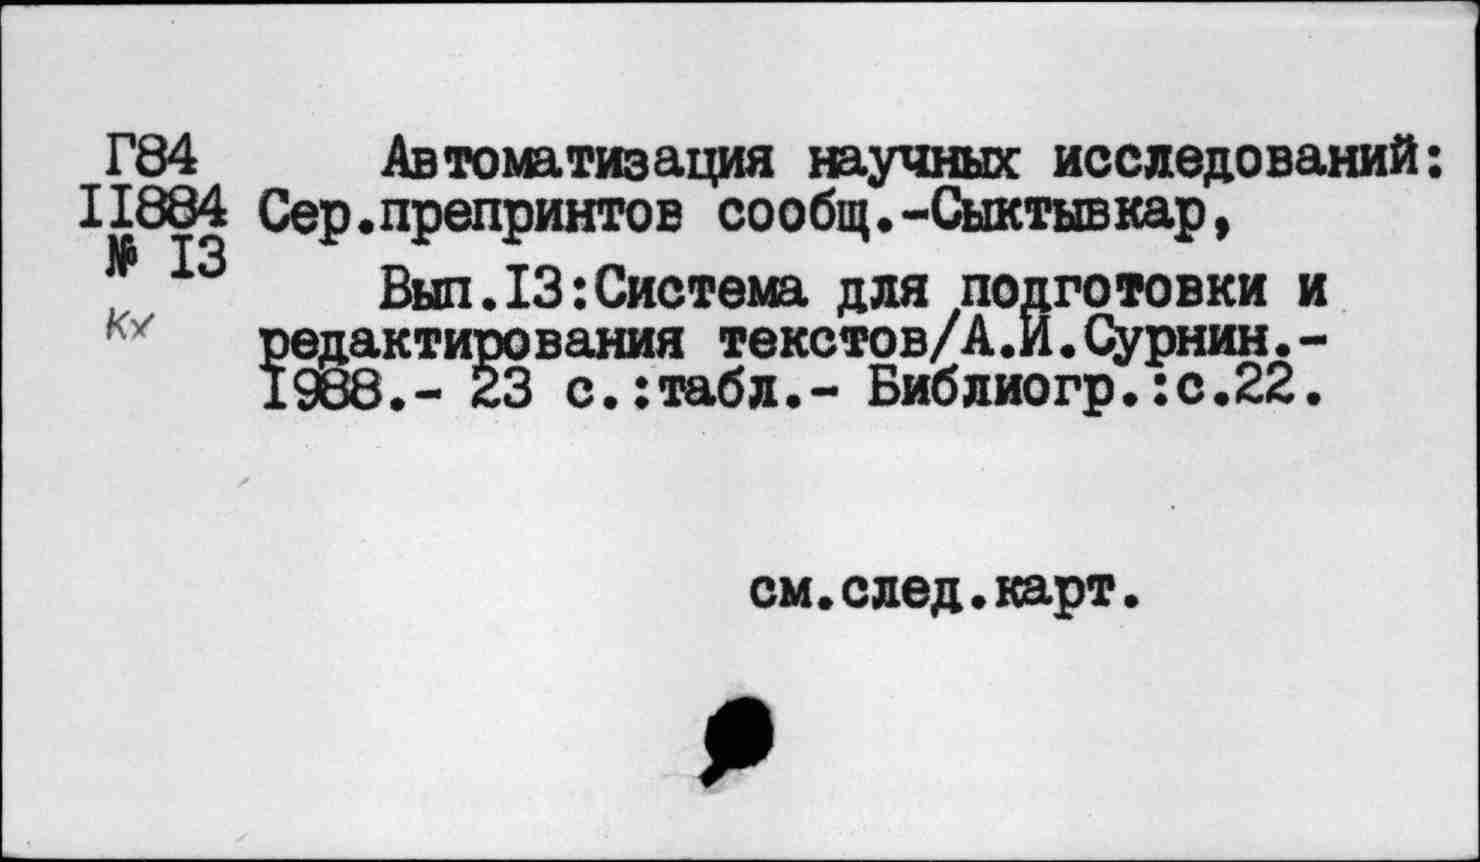 Г84 Автоматизация научных исследований:
II884 Сер.препринтов сообщ.-Сыктывкар,
№ I3
Вып.I3:Система для подготовки и
Кх редактирования текстов/А.И.Сурнин.-
I988.- 23 с.:табл.- Библиогр.:с.22.
см.след.карт.